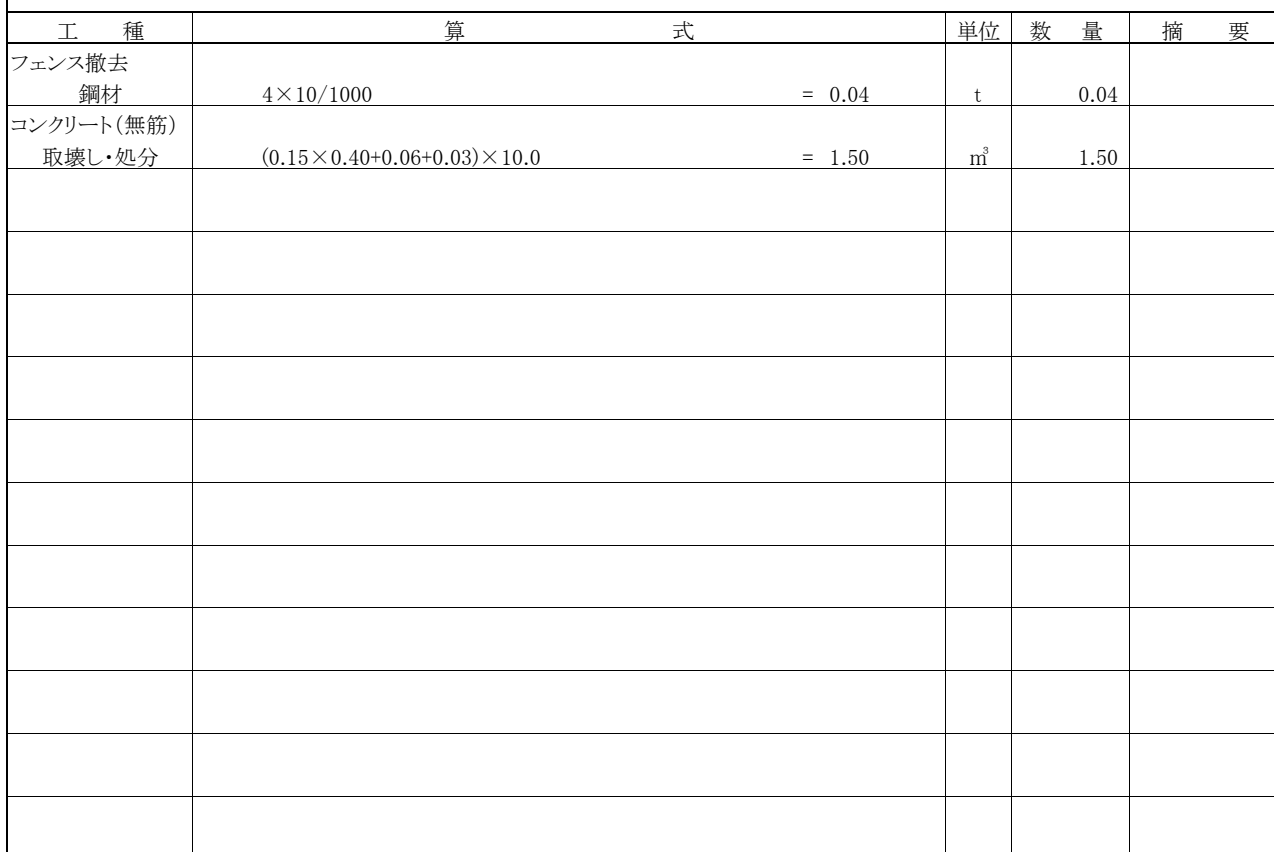 工 種 算 式 単位 数 量 摘 要
フェンス撤去
鋼材 4×10/1000 = 0.04 t 0.04
コンクリート(無筋)
取壊し・処分 (0.15×0.40+0.06+0.03)×10.0 = 1.50 ㎥ 1.50